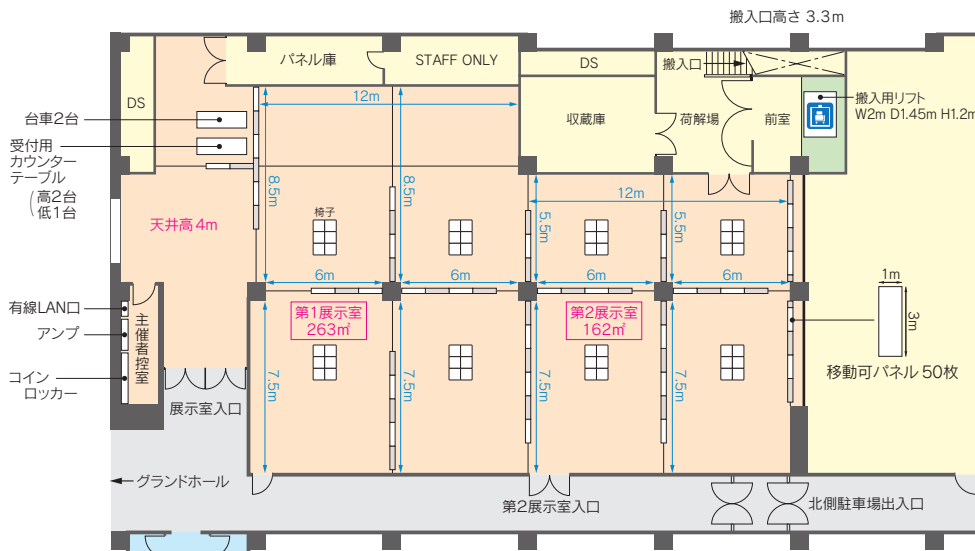 搬入口高さ 3.3m
パネル庫
STAFF ONLY
DS
搬入口
DS
12m
搬入用リフト
W2m D1.45m H1.2m
台車2台
収蔵庫
荷解場
前室
受付用
カウンター
テーブル
高2台
低1台
8.5m
8.5m
12m
5.5m
5.5m
天井高4m
椅子
6m
6m
6m
6m
1m
3m
移動可パネル 50枚
有線LAN口
アンプ
コイン
ロッカー
主催者控室
第1展示室
263㎡
第2展示室
162㎡
7.5m
7.5m
7.5m
7.5m
展示室入口
グランドホール
第2展示室入口
北側駐車場出入口